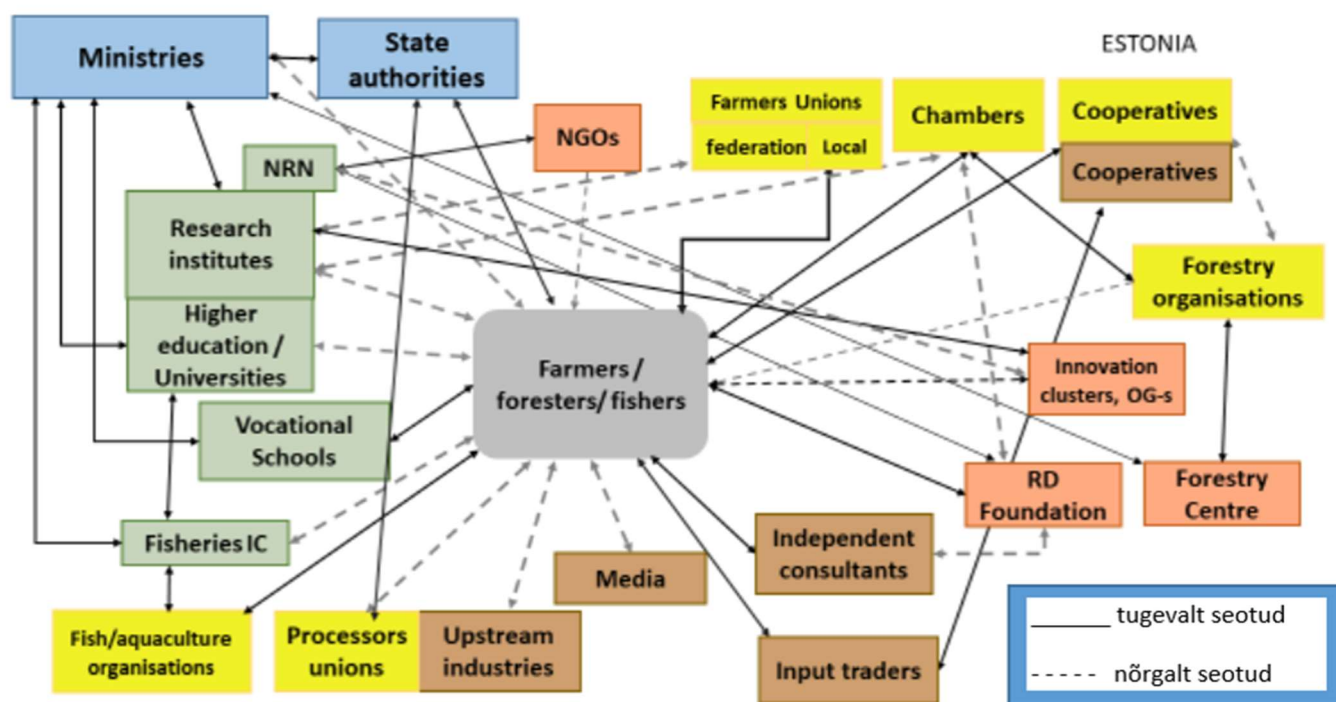 Ministries
State
authorities
ESTONIA
Farmers Unions
federation
Local
Chambers
Cooperatives
Cooperatives
NGOs
NRN
Research
institutes
Forestry
organisations
Higher
education /
Universities
Farmers /
foresters/ fishers
Innovation
clusters, OG-s
Vocational
Schools
RD
Foundation
Forestry
Centre
Fisheries IC
Independent
consultants
Media
Fish/aquaculture
organisations
Processors
unions
Upstream
industries
Input traders
tugevalt seotud
nõrgalt seotud